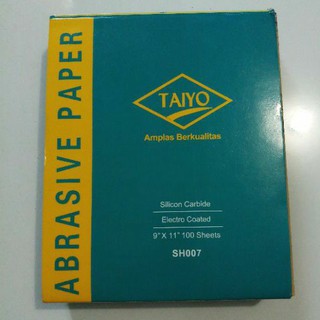 ABRASIVE PAPER
TAIYO
Amplas Berkualitas
Silicon Carbide
Electro Coated
9" X 11" 100 Sheets
SH007